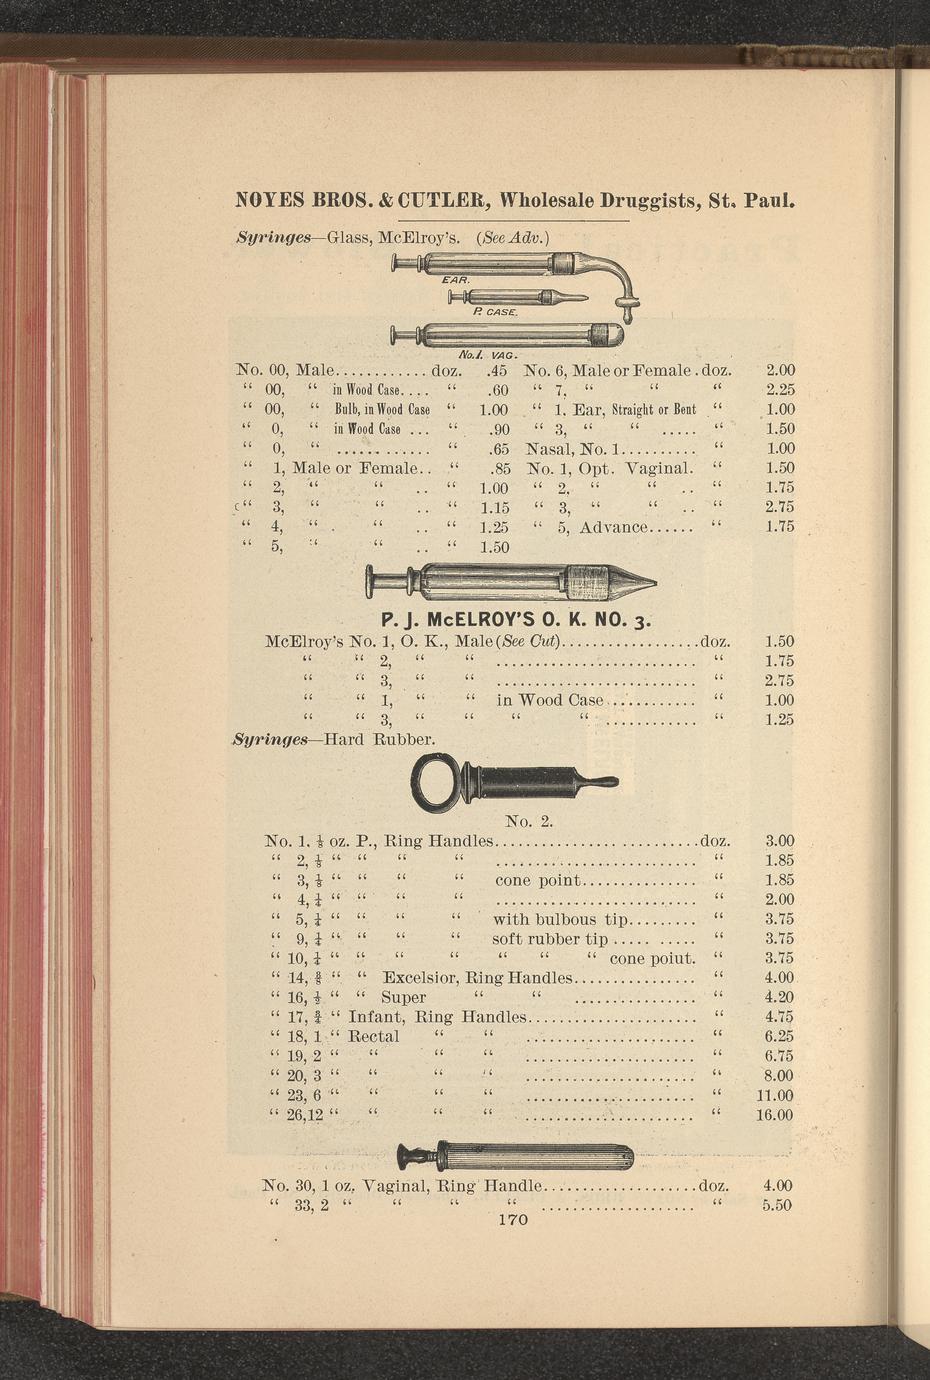 NOYES BROS. & CUTLER, Wholesale Druggists, St. Paul.
Syringes—Glass, McElroy's. (See Adv.)
EAR.
P. CASE.
No. 1. VAG.
No. 00, Male............ doz. .45
“ 00, “ in Wood Case.... “ .60
“ 00, “ Bulb, in Wood Case “ 1.00
“ 0, “ in Wood Case ... “ .90
“ 0, “ ............ “ .65
“ 1, Male or Female.. “ .85
“ 2, “ “ .. “ 1.00
“ 3, “ “ .. “ 1.15
“ 4, “ “ .. “ 1.25
“ 5, “ “ .. “ 1.50
No. 6, Male or Female . doz. 2.00
“ 7, “ “ “ 2.25
“ 1, Ear, Straight or Bent “ 1.00
“ 3, “ “ ..... “ 1.50
Nasal, No. 1.......... “ 1.00
No. 1, Opt. Vaginal. “ 1.50
“ 2, “ “ .. “ 1.75
“ 3, “ “ .. “ 2.75
“ 5, Advance...... “ 1.75
P. J. McELROY'S O. K. NO. 3.
McElroy's No. 1, O. K., Male (See Cut)..................doz. 1.50
“ “ 2, “ “ .......................... “ 1.75
“ “ 3, “ “ .......................... “ 2.75
“ “ 1, “ “ in Wood Case ........... “ 1.00
“ “ 3, “ “ “ “ ............ “ 1.25
Syringes—Hard Rubber.
No. 2.
No. 1, ⅛ oz. P., Ring Handles...........................doz. 3.00
“ 2, ⅛ “ “ “ “ .......................... “ 1.85
“ 3, ⅛ “ “ “ “ cone point............... “ 1.85
“ 4, ¼ “ “ “ “ .......................... “ 2.00
“ 5, ¼ “ “ “ “ with bulbous tip......... “ 3.75
“ 9, ¼ “ “ “ “ soft rubber tip ..... ..... “ 3.75
“ 10, ¼ “ “ “ “ “ “ “ cone point. “ 3.75
“ 14, ⅜ “ “ Excelsior, Ring Handles................ “ 4.00
“ 16, ½ “ “ Super “ “ ................ “ 4.20
“ 17, ¾ “ Infant, Ring Handles...................... “ 4.75
“ 18, 1 “ Rectal “ “ ...................... “ 6.25
“ 19, 2 “ “ “ “ ...................... “ 6.75
“ 20, 3 “ “ “ “ ...................... “ 8.00
“ 23, 6 “ “ “ “ ...................... “ 11.00
“ 26, 12 “ “ “ “ ...................... “ 16.00
No. 30, 1 oz. Vaginal, Ring Handle....................doz. 4.00
“ 33, 2 “ “ “ “ .................... “ 5.50
170